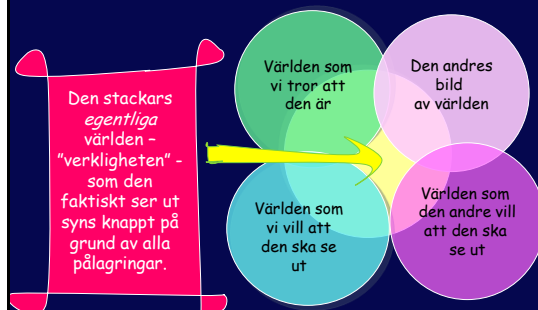 Den stackars
egentliga
världen –
”verkligheten” -
som den
faktiskt ser ut
syns knappt på
grund av alla
pålagringar.
Världen som
vi tror att
den är
Den andres
bild
av världen
Världen som
vi vill att
den ska se
ut
Världen som
den andre vill
att den ska
se ut